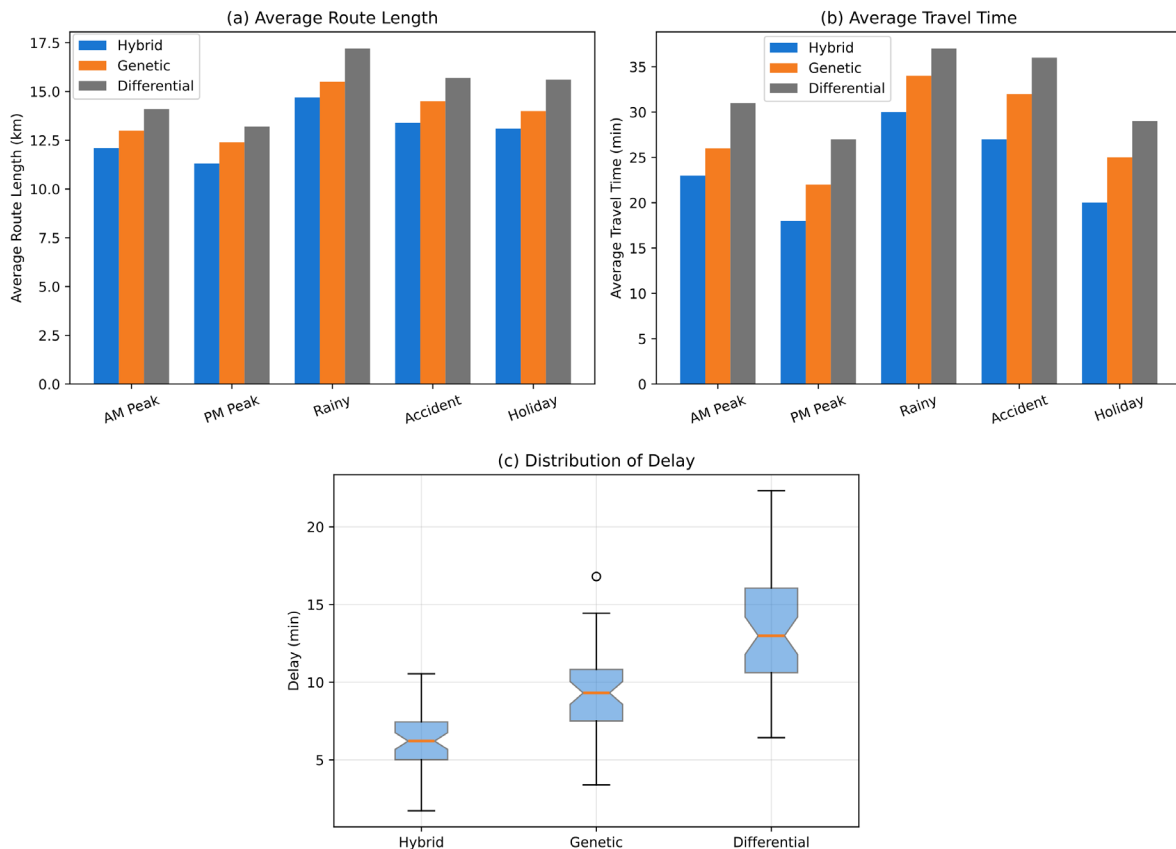 (a) Average Route Length
Average Route Length (km)
17.5
15.0
12.5
10.0
7.5
5.0
2.5
0.0
Hybrid
Genetic
Differential
AM Peak
PM Peak
Rainy
Accident
Holiday
(b) Average Travel Time
Average Travel Time (min)
35
30
25
20
15
10
5
0
Hybrid
Genetic
Differential
AM Peak
PM Peak
Rainy
Accident
Holiday
(c) Distribution of Delay
Delay (min)
20
15
10
5
Hybrid
Genetic
Differential